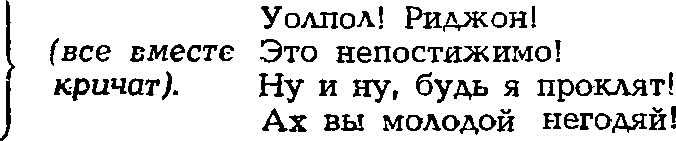 Уолпол! Риджон!
(все вместе Это непостижимо!
кричат). Ну и ну, будь я проклят!
Ах вы молодой негодяй!